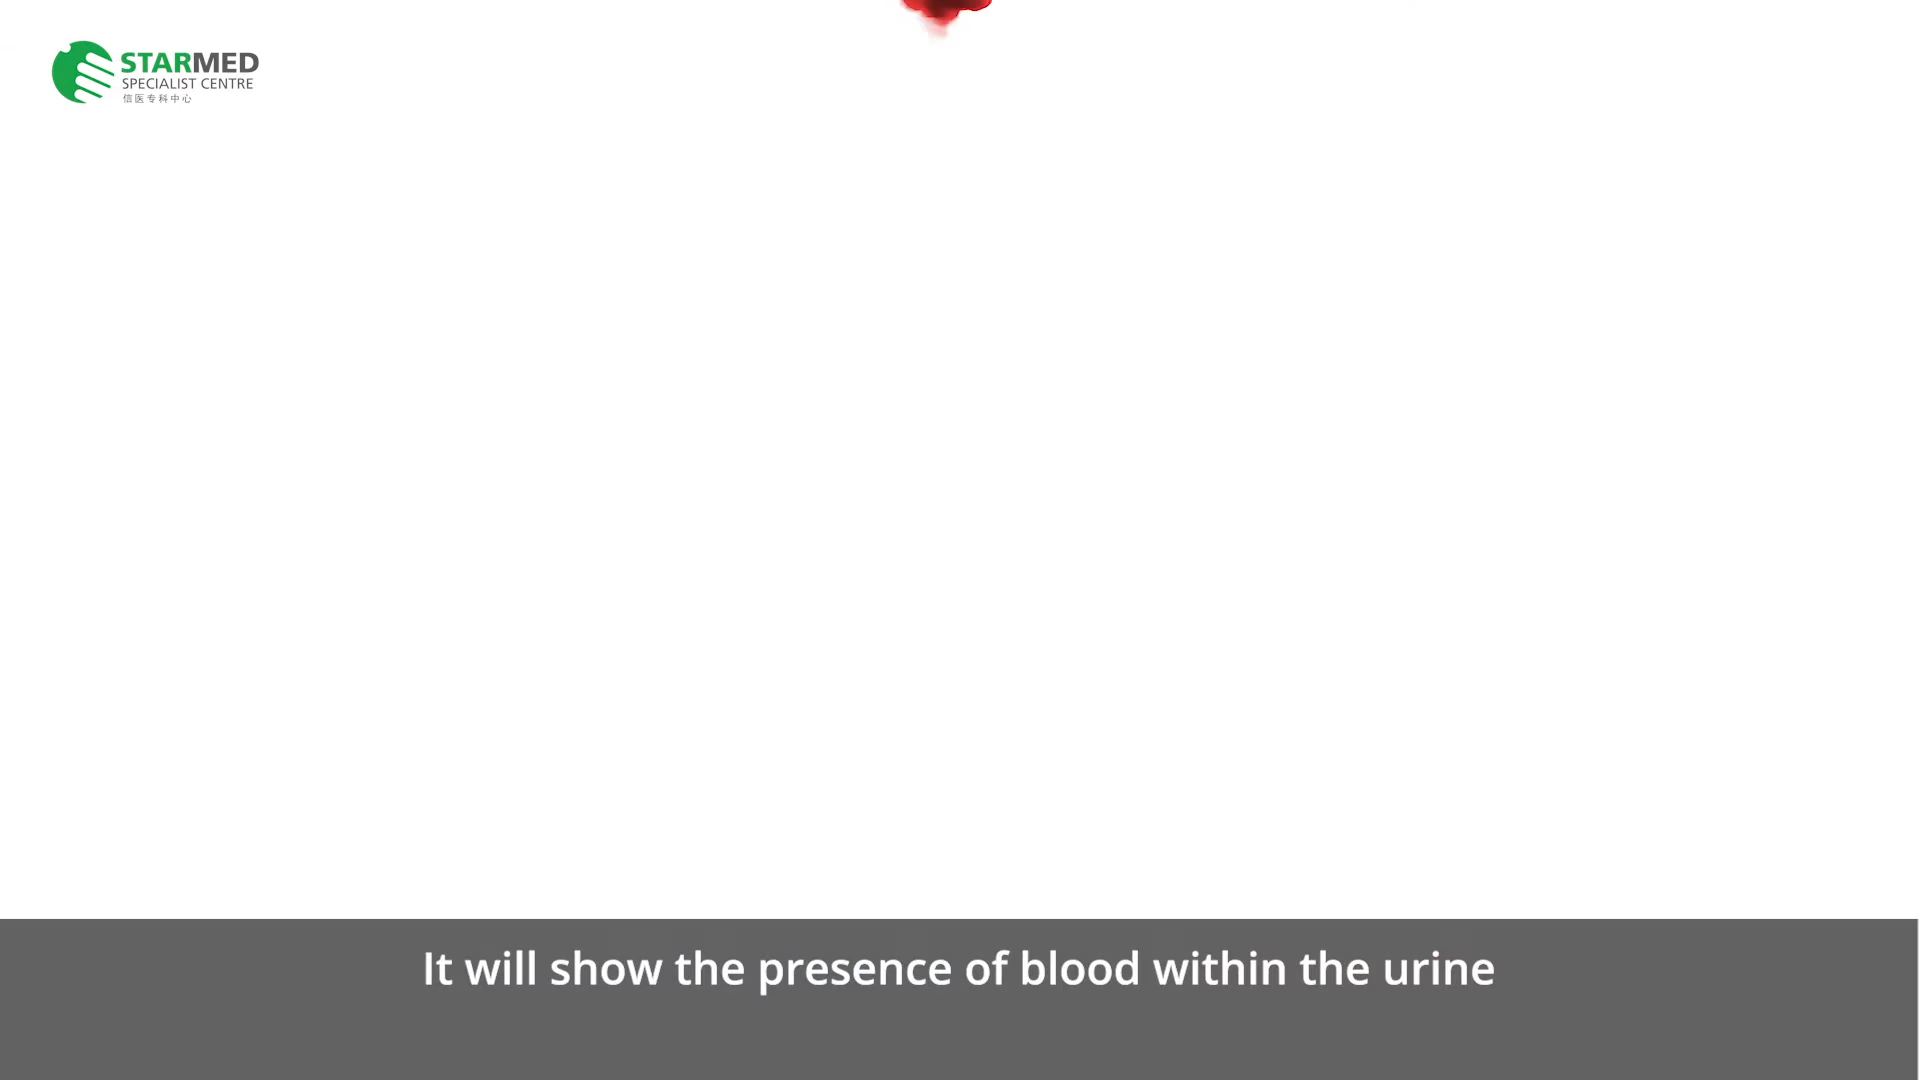 STARMED
SPECIALIST CENTRE
信医专科中心
It will show the presence of blood within the urine